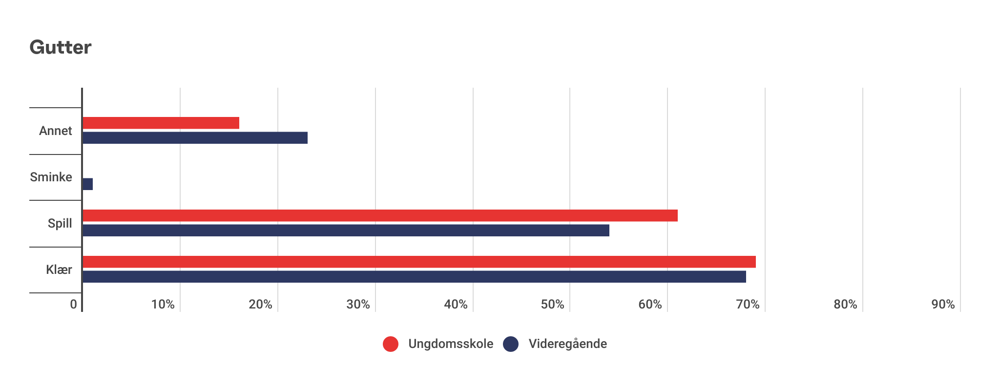 Gutter
Annet
Sminke
Spill
Klær
0 10% 20% 30% 40% 50% 60% 70% 80% 90%
Ungdomsskole Videregående